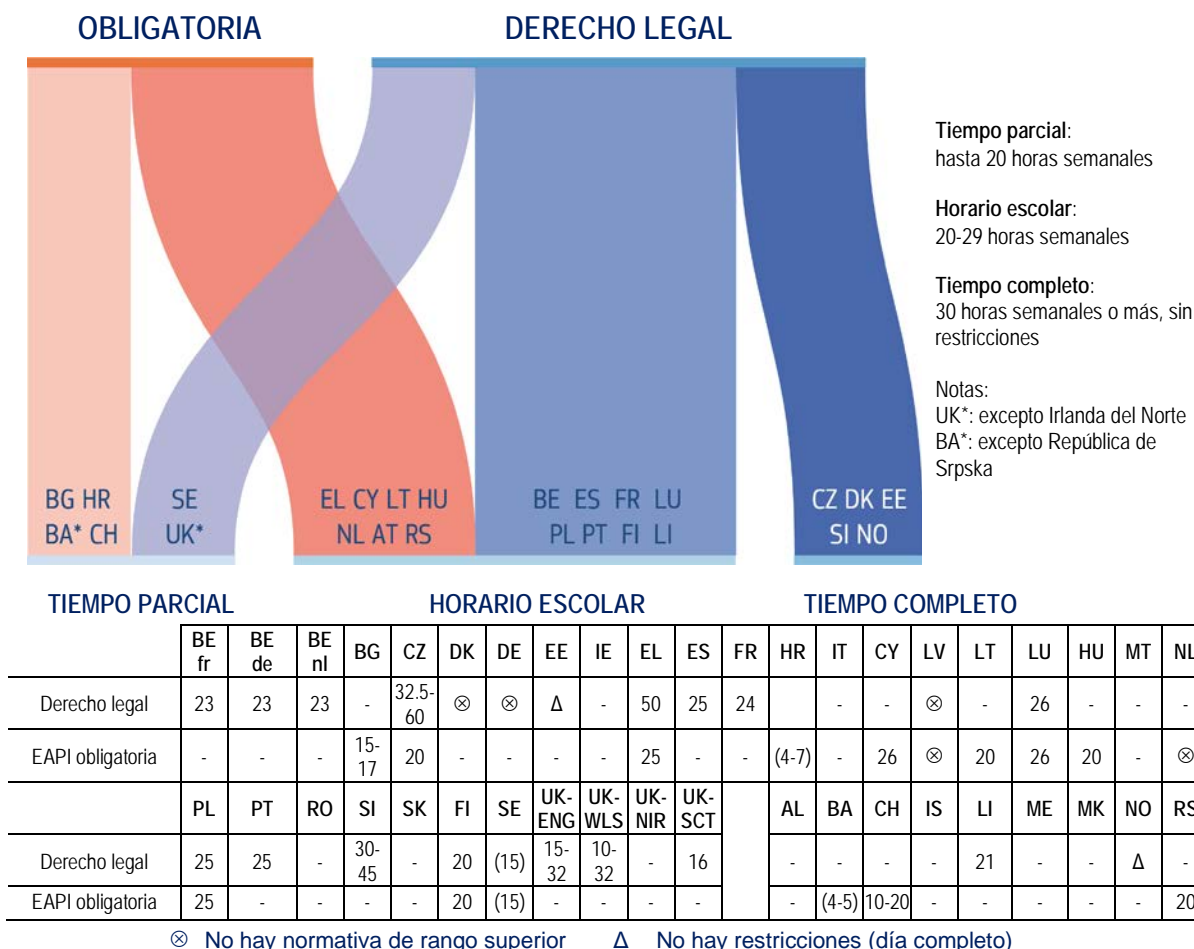 OBLIGATORIA DERECHO LEGAL
Tiempo parcial:
hasta 20 horas semanales
Horario escolar:
20-29 horas semanales
Tiempo completo:
30 horas semanales o más, sin
restricciones
Notas:
UK*: excepto Irlanda del Norte
BA*: excepto República de
Srpska
BG HR SE EL CY LT HU BE ES FR LU CZ DK EE
BA* CH UK* NL AT RS PL PT FI LI SI NO
TIEMPO PARCIAL HORARIO ESCOLAR TIEMPO COMPLETO
BE fr BE de BE nl BG CZ DK DE EE IE EL ES FR HR IT CY LV LT LU HU MT NL
Derecho legal 23 23 23 - 32.5-60 ⊗ ⊗ Δ - 50 25 24 - - ⊗ - 26 - - -
EAPI obligatoria - - - 15-17 20 - - - - 25 - - (4-7) - 26 ⊗ 20 26 20 - ⊗
PL PT RO SI SK FI SE UK-ENG UK-WLS UK-NIR UK-SCT AL BA CH IS LI ME MK NO RS
Derecho legal 25 25 - 30-45 - 20 (15) 15-32 10-32 - 16 - - - - 21 - - Δ -
EAPI obligatoria 25 - - - - 20 (15) - - - - - (4-5) 10-20 - - - - - 20
⊗ No hay normativa de rango superior Δ No hay restricciones (día completo)